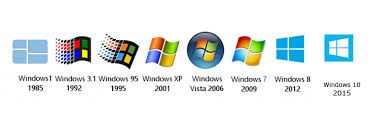 Windows1
1985
Windows 3.1
1992
Windows 95
1995
Windows XP
2001
Windows
Vista 2006
Windows 7
2009
Windows 8
2012
Windows 10
2015